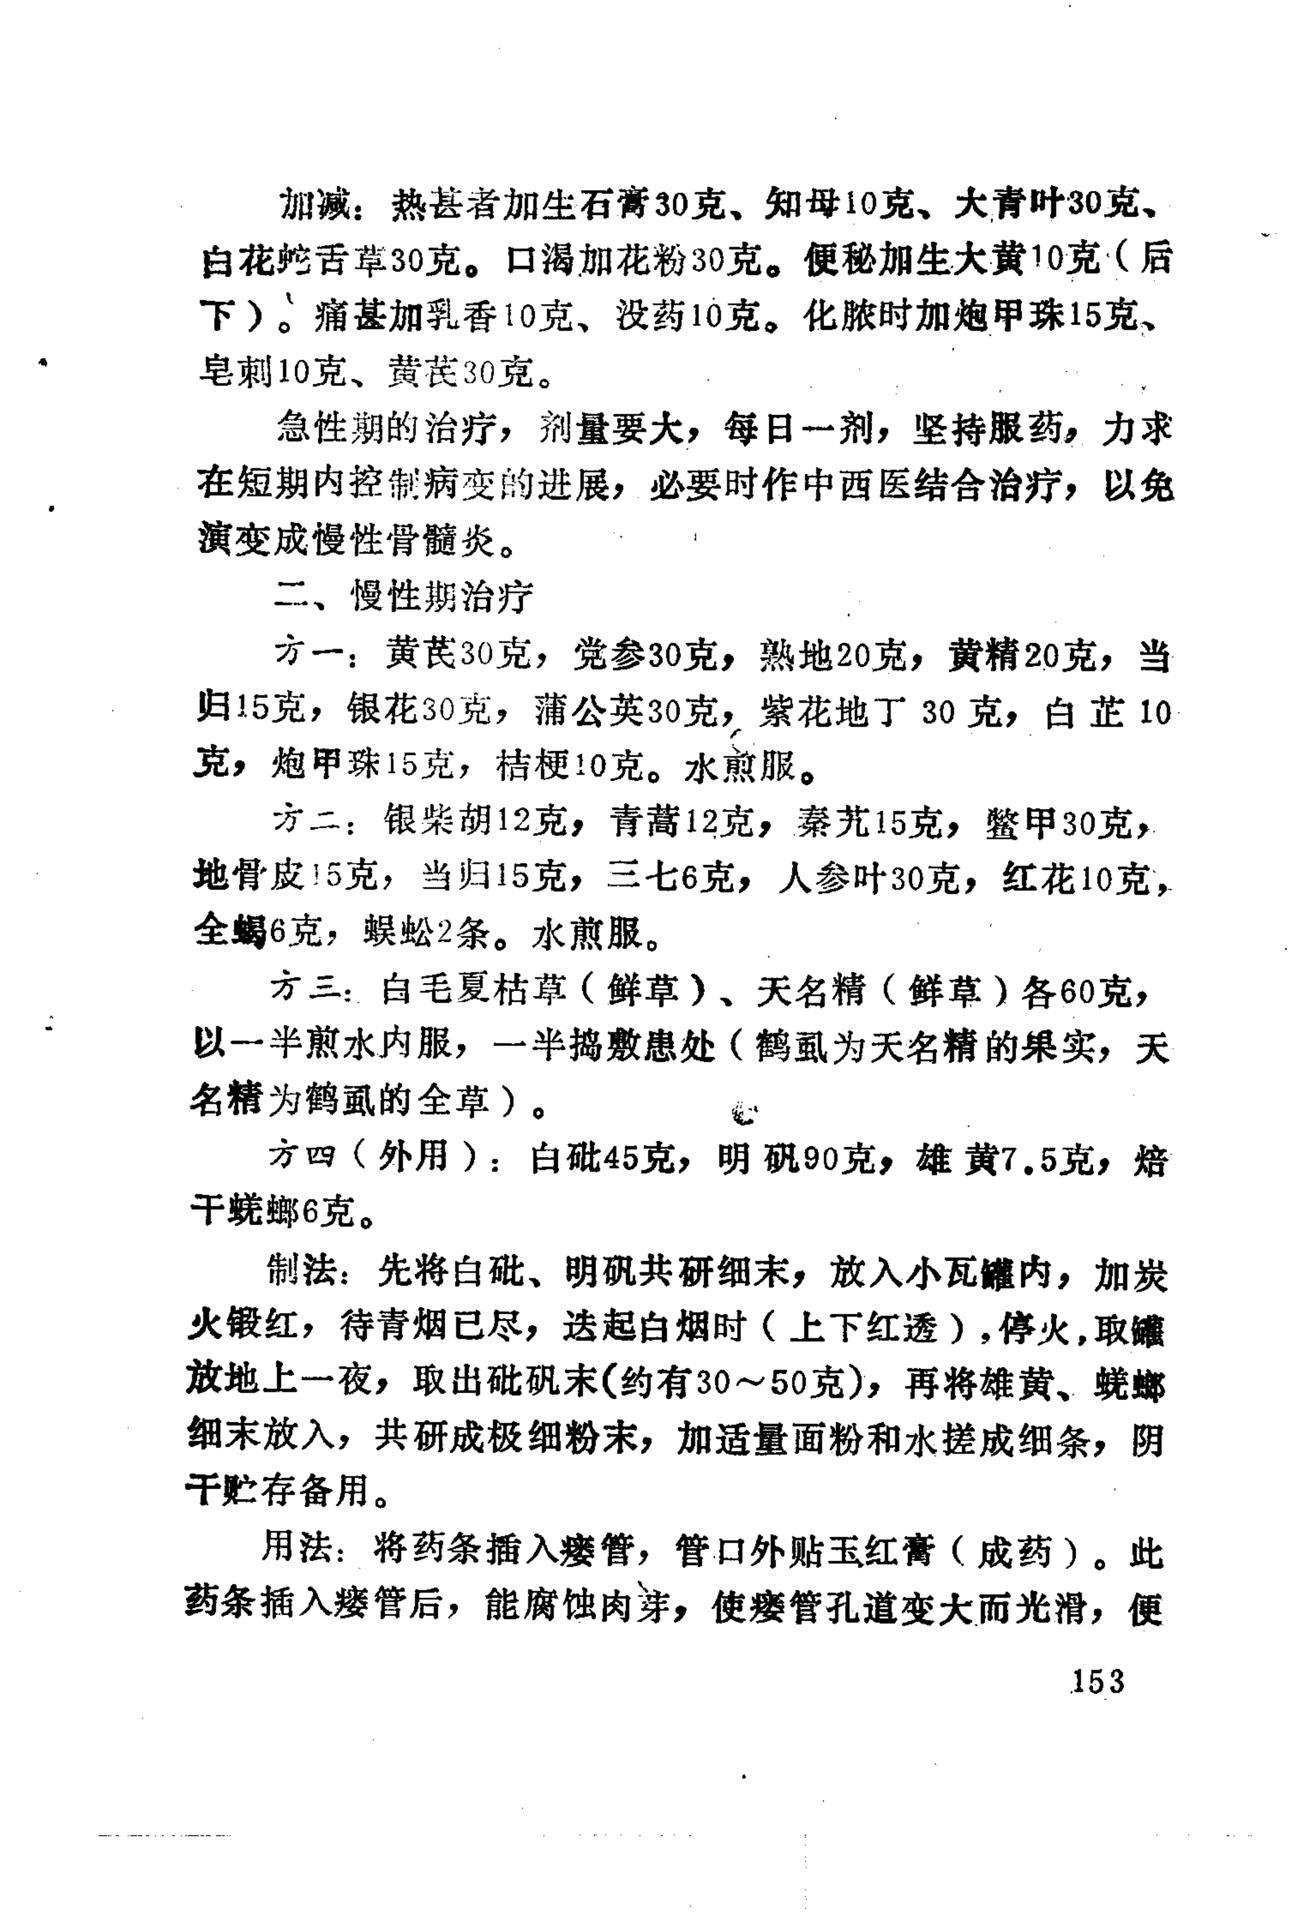 加减：热甚者加生石膏30克、知母10克、大青叶30克、
白花蛇舌草30克。口渴加花粉30克。便秘加生大黄10克（后
下）。痛甚加乳香10克、没药10克。化脓时加炮甲珠15克、
皂刺10克、黄芪30克。
急性期的治疗，剂量要大，每日一剂，坚持服药，力求
在短期内控制病变的进展，必要时作中西医结合治疗，以免
演变成慢性骨髓炎。
二、慢性期治疗
方一：黄芪30克，党参30克，熟地20克，黄精20克，当
归15克，银花30克，蒲公英30克，紫花地丁30克，白芷10
克，炮甲珠15克，桔梗10克。水煎服。
方二：银柴胡12克，青蒿12克，秦艽15克，鳖甲30克，
地骨皮15克，当归15克，三七6克，人参叶30克，红花10克，
全蝎6克，蜈蚣2条。水煎服。
方三：白毛夏枯草（鲜草）、天名精（鲜草）各60克，
以一半煎水内服，一半捣敷患处（鹤虱为天名精的果实，天
名精为鹤虱的全草）。
方四（外用）：白砒45克，明矾90克，雄黄7.5克，焙
干蜣螂6克。
制法：先将白砒、明矾共研细末，放入小瓦罐内，加炭
火锻红，待青烟已尽，迭起白烟时（上下红透），停火，取罐
放地上一夜，取出砒矾末(约有30～50克)，再将雄黄、蜣螂
细末放入，共研成极细粉末，加适量面粉和水搓成细条，阴
干贮存备用。
用法：将药条插入瘘管，管口外贴玉红膏（成药）。此
药条插入瘘管后，能腐蚀肉芽，使瘘管孔道变大而光滑，便
153